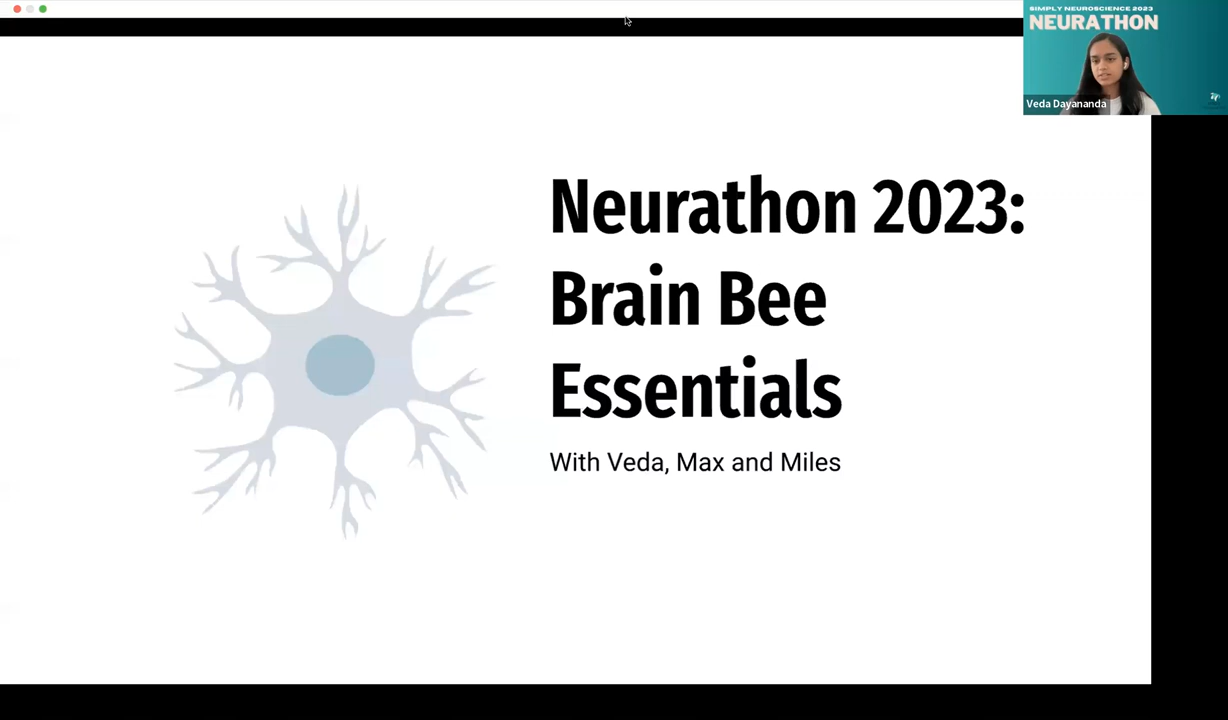 SIMPLY NEUROSCIENCE 2023
NEURATHON
Veda Dayananda
Neurathon 2023:
Brain Bee
Essentials
With Veda, Max and Miles